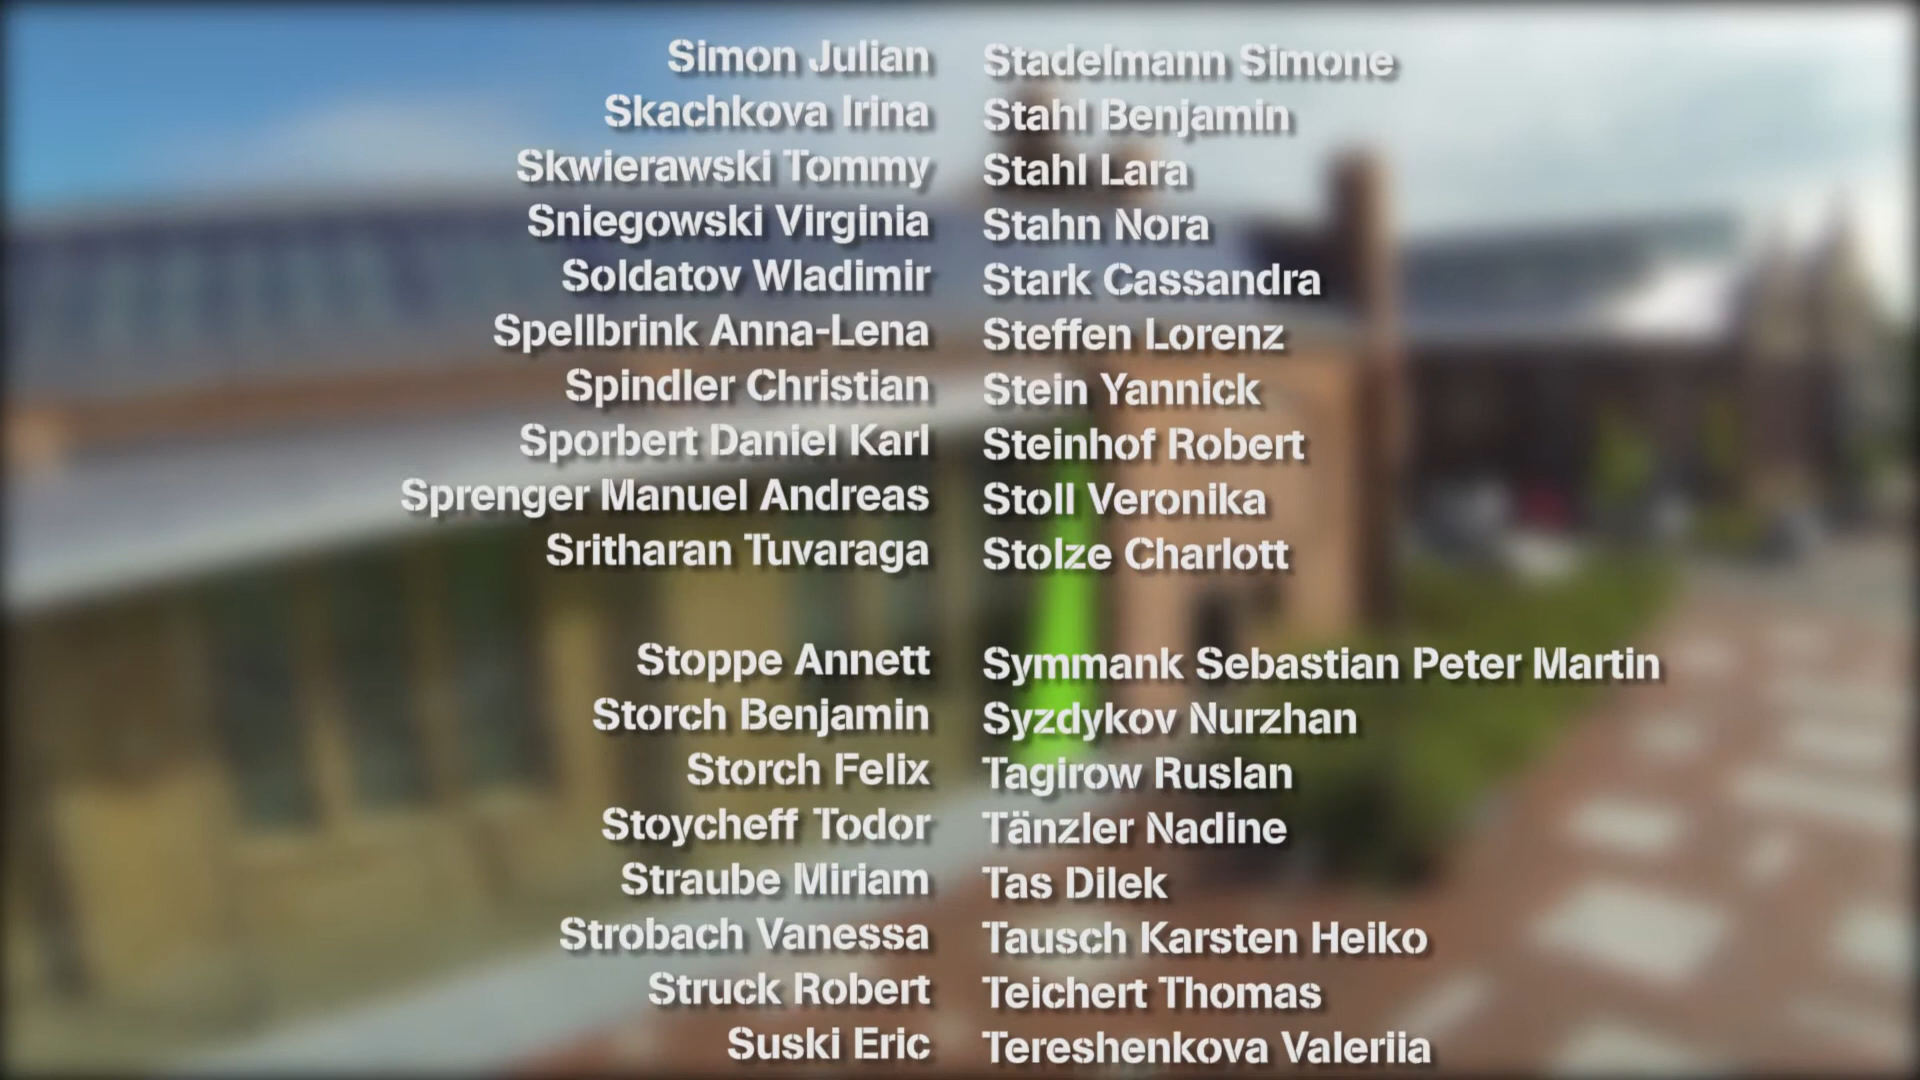 Simon Julian
Skachkova Irina
Skwierawski Tommy
Sniegowski Virginia
Soldatov Wladimir
Spellbrink Anna-Lena
Spindler Christian
Sporbert Daniel Karl
Sprenger Manuel Andreas
Sritharan Tuvaraga
Stadelmann Simone
Stahl Benjamin
Stahl Lara
Stahn Nora
Stark Cassandra
Steffen Lorenz
Stein Yannick
Steinhof Robert
Stoll Veronika
Stolze Charlott
Stoppe Annett
Storch Benjamin
Storch Felix
Stoycheff Todor
Straube Miriam
Strobach Vanessa
Struck Robert
Suski Eric
Symmank Sebastian Peter Martin
Syzdykov Nurzhan
Tagirow Ruslan
Tänzler Nadine
Tas Dilek
Tausch Karsten Heiko
Teichert Thomas
Tereshenkova Valeriia